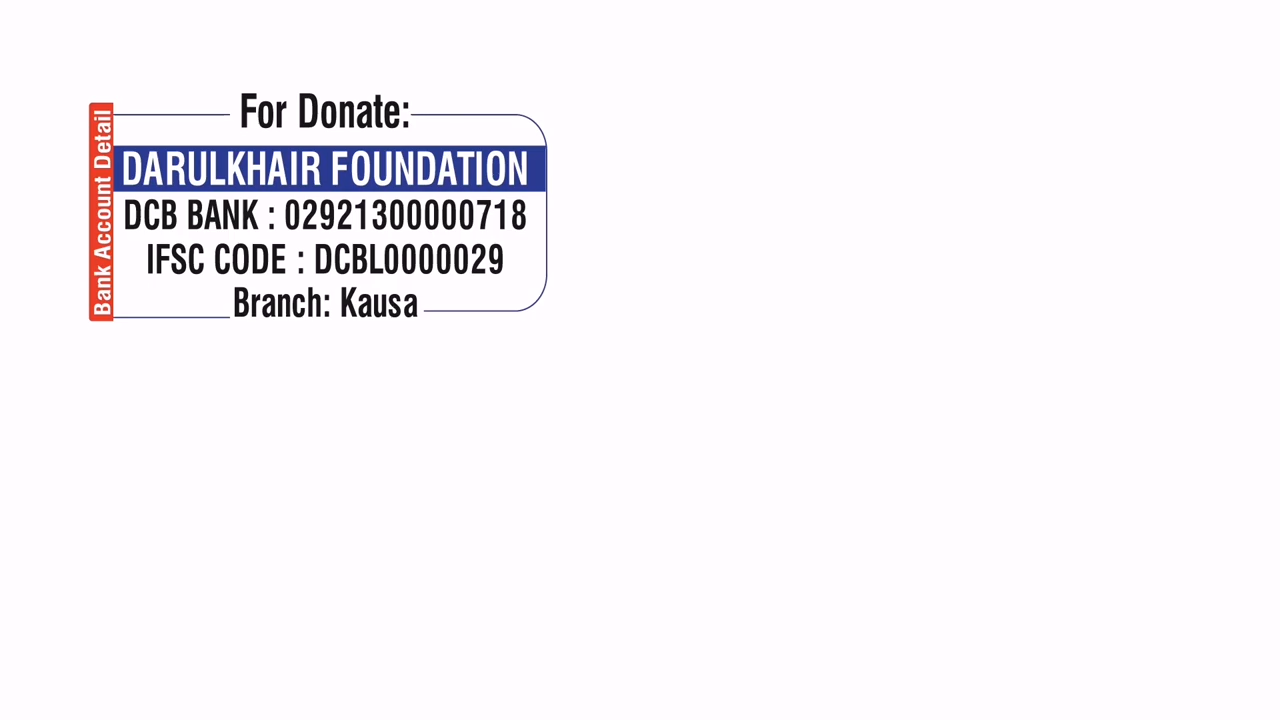 For Donate:
Bank Account Detail
DARULKHAIR FOUNDATION
DCB BANK : 02921300000718
IFSC CODE : DCBL0000029
Branch: Kausa